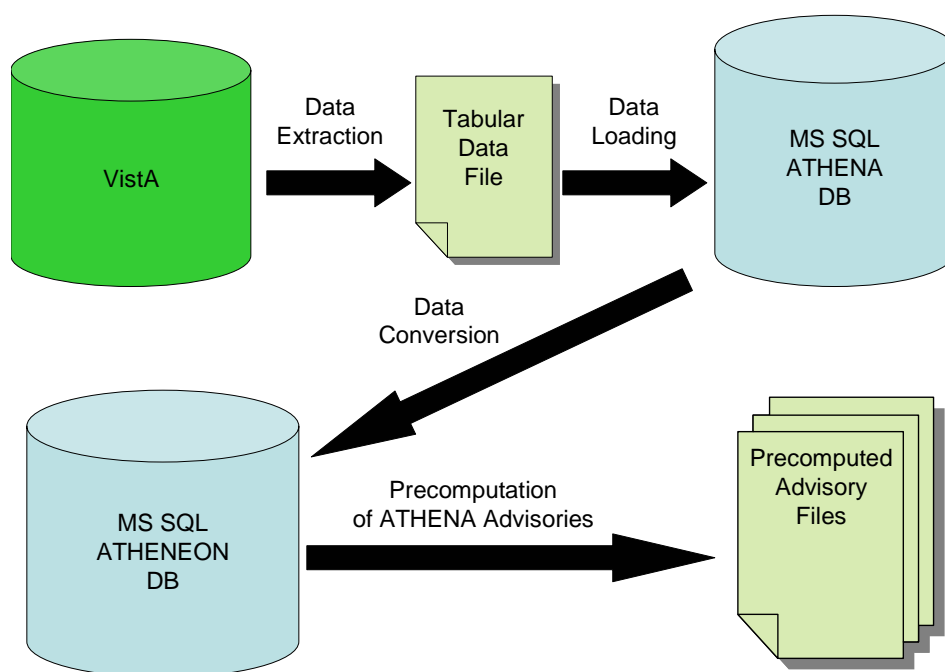 VistA
Data
Extraction
Tabular
Data
File
Data
Loading
MS SQL
ATHENA
DB
Data
Conversion
MS SQL
ATHENEON
DB
Precomputation
of ATHENA Advisories
Precomputed
Advisory
Files